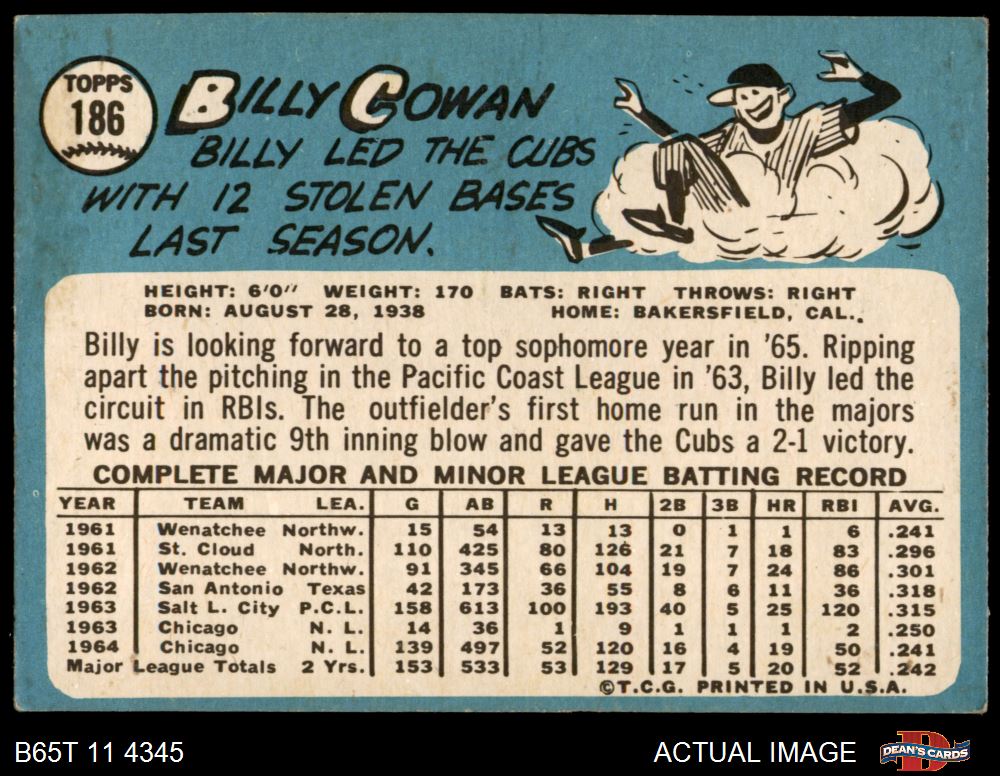 TOPPS
186
BILLY COWAN
BILLY LED THE CUBS
WITH 12 STOLEN BASES
LAST SEASON.
HEIGHT: 6'0" WEIGHT: 170 BATS: RIGHT THROWS: RIGHT
BORN: AUGUST 28, 1938 HOME: BAKERSFIELD, CAL..
Billy is looking forward to a top sophomore year in '65. Ripping
apart the pitching in the Pacific Coast League in '63, Billy led the
circuit in RBIs. The outfielder's first home run in the majors
was a dramatic 9th inning blow and gave the Cubs a 2-1 victory.
COMPLETE MAJOR AND MINOR LEAGUE BATTING RECORD
YEAR TEAM LEA. G AB R H 2B 3B HR RBI AVG.
1961 Wenatchee Northw. 15 54 13 13 0 1 1 6 .241
1961 St. Cloud North. 110 425 80 126 21 7 18 83 .296
1962 Wenatchee Northw. 91 345 66 104 19 7 24 86 .301
1962 San Antonio Texas 42 173 36 55 8 6 11 36 .318
1963 Salt L. City P.C.L. 158 613 100 193 40 5 25 120 .315
1963 Chicago N. L. 14 36 1 9 1 1 1 2 .250
1964 Chicago N. L. 139 497 52 120 16 4 19 50 .241
Major League Totals 2 Yrs. 153 533 53 129 17 5 20 52 .242
©T.C.G. PRINTED IN U.S.A.
B65T 11 4345 ACTUAL IMAGE
D
DEAN'S CARDS